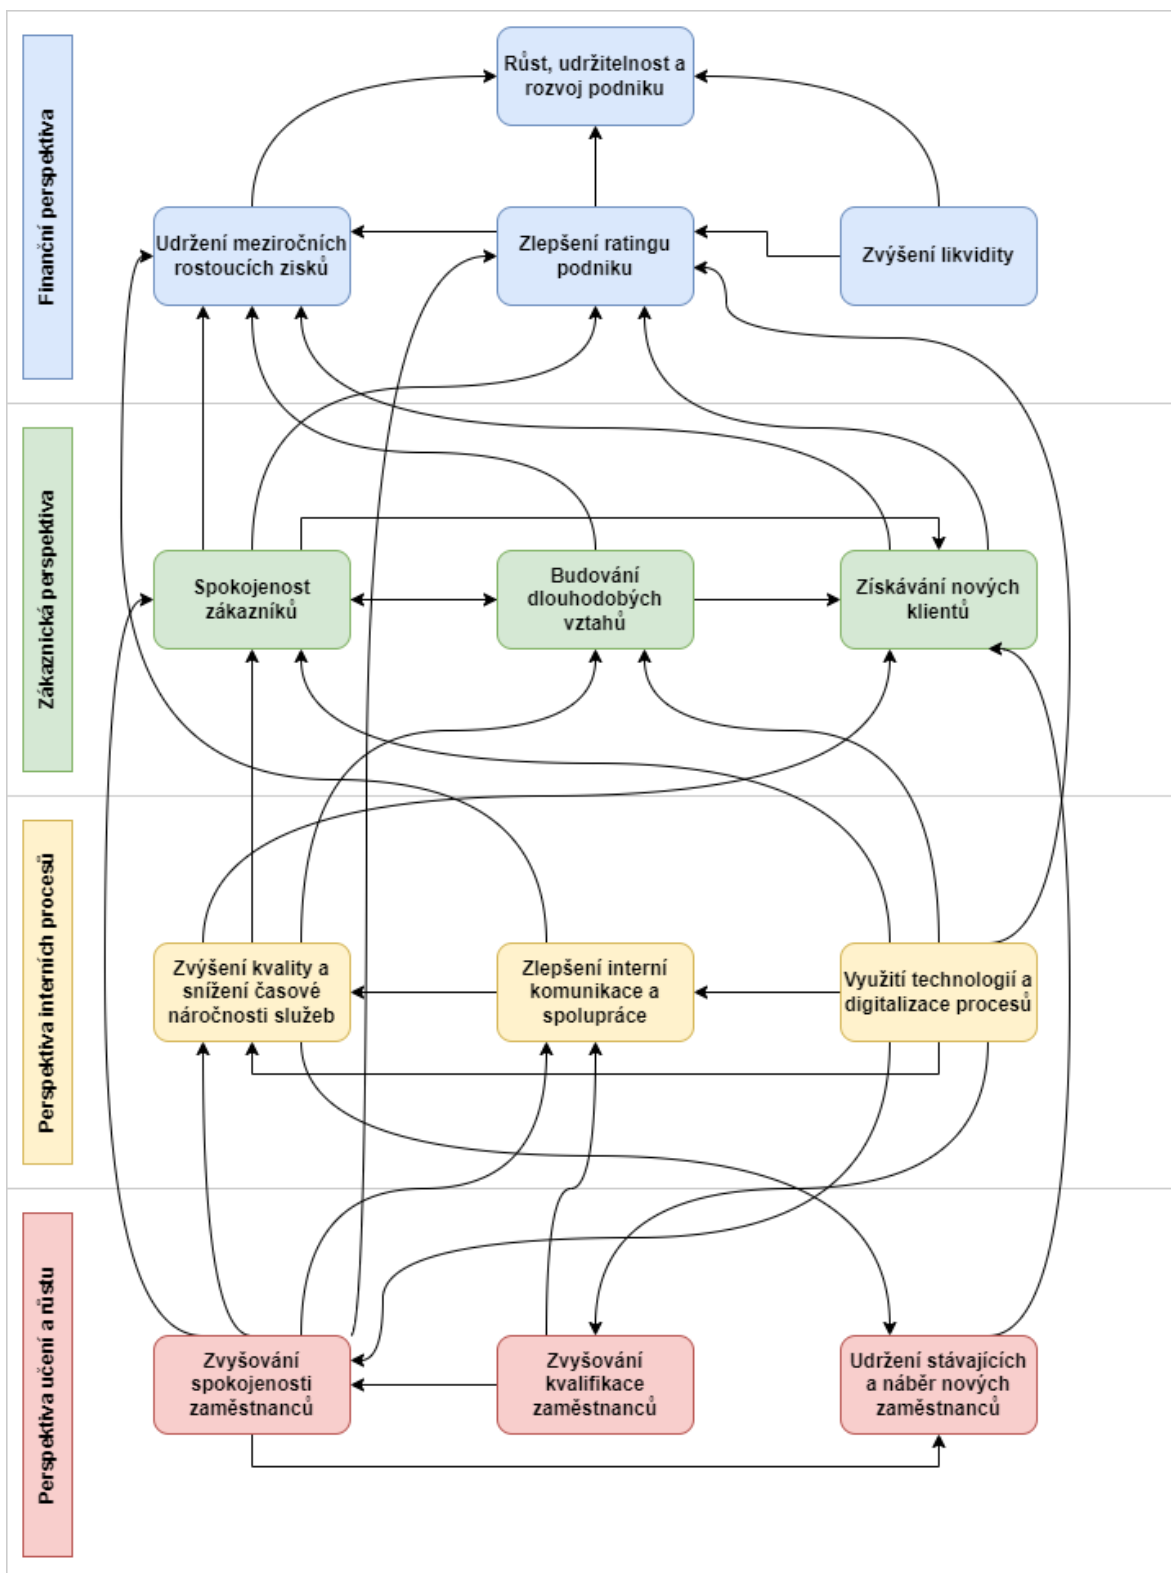 Finanční perspektiva
Růst, udržitelnost a
rozvoj podniku
Udržení meziročních
rostoucích zisků
Zlepšení ratingu
podniku
Zvýšení likvidity
Zákaznická perspektiva
Spokojenost
zákazníků
Budování
dlouhodobých
vztahů
Získávání nových
klientů
Perspektiva interních procesů
Zvýšení kvality a
snížení časové
náročnosti služeb
Zlepšení interní
komunikace a
spolupráce
Využití technologií a
digitalizace procesů
Perspektiva učení a růstu
Zvyšování
spokojenosti
zaměstnanců
Zvyšování
kvalifikace
zaměstnanců
Udržení stávajících
a náběr nových
zaměstnanců